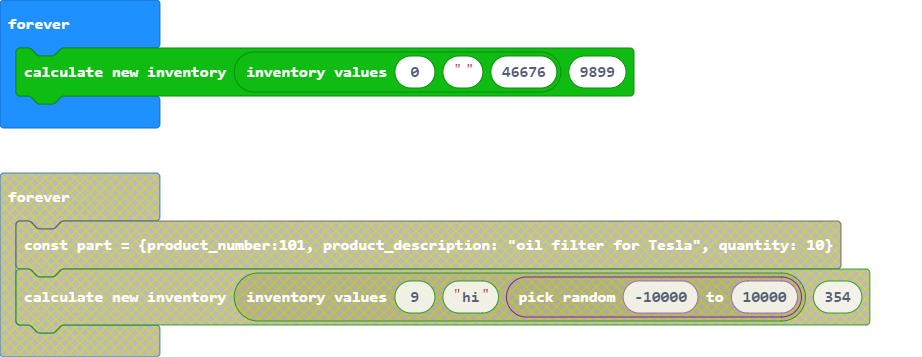 forever
calculate new inventory inventory values 0 " " 46676 9899
forever
const part = {product_number:101, product_description: "oil filter for Tesla", quantity: 10}
calculate new inventory inventory values 9 "hi" pick random -10000 to 10000 354